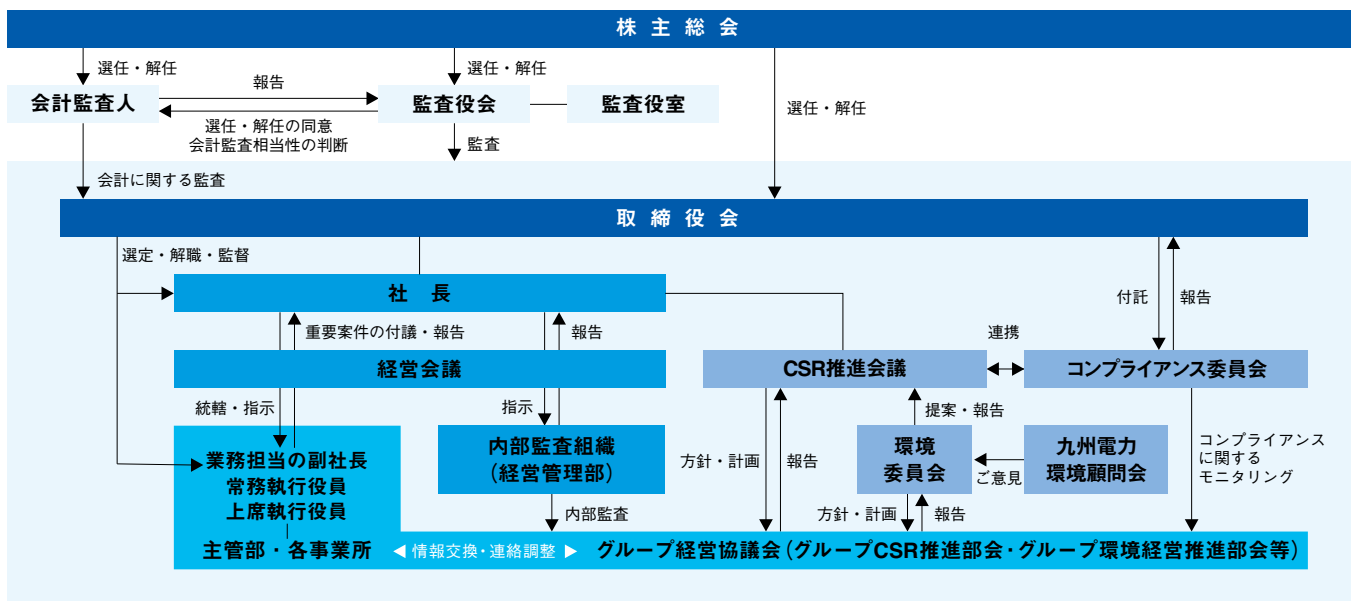 株主総会
選任・解任
選任・解任
報告
会計監査人
監査役会
監査役室
選任・解任
選任・解任の同意
会計監査相当性の判断
監査
会計に関する監査
取締役会
選定・解職・監督
社 長
付託
報告
重要案件の付議・報告
報告
連携
経営会議
CSR推進会議
コンプライアンス委員会
統轄・指示
指示
提案・報告
業務担当の副社長
常務執行役員
上席執行役員
内部監査組織
(経営管理部)
方針・計画
報告
環境
委員会
ご意見
九州電力
環境顧問会
コンプライアンス
に関する
モニタリング
内部監査
方針・計画
報告
主管部・各事業所
◀ 情報交換・連絡調整 ▶
グループ経営協議会(グループCSR推進部会・グループ環境経営推進部会等)